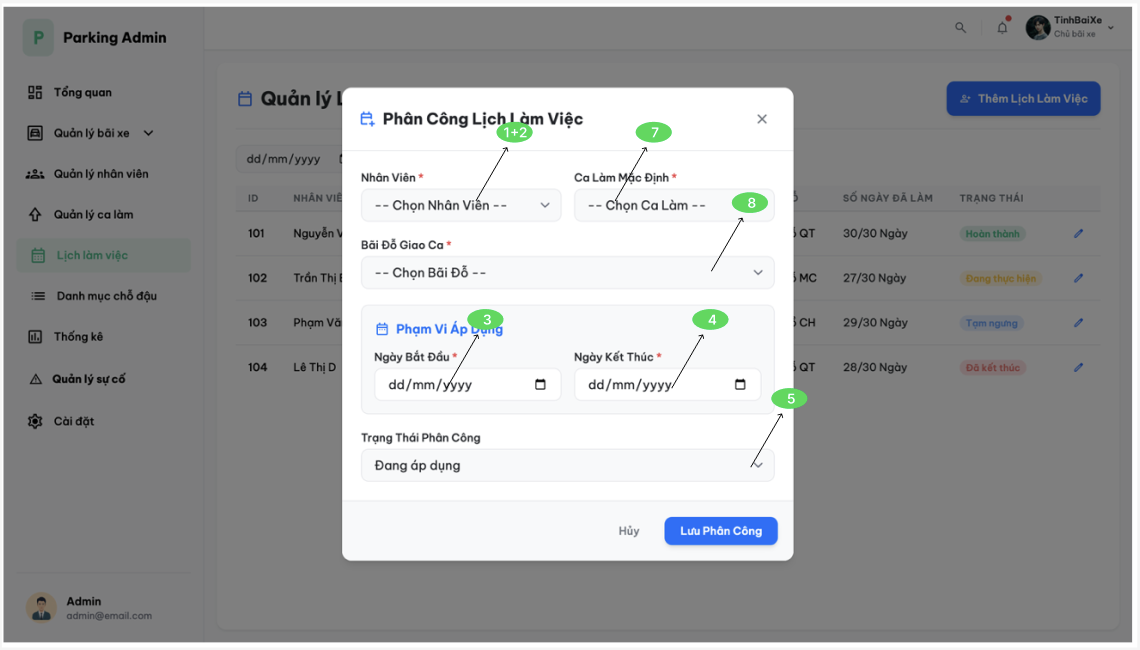 P Parking Admin
TinhBaiXe
Chủ bãi xe
Tổng quan
Quản lý bãi xe
Quản lý nhân viên
Quản lý ca làm
Lịch làm việc
Danh mục chỗ đậu
Thống kê
Quản lý sự cố
Cài đặt
Admin
admin@email.com
Quản lý L
Thêm Lịch Làm Việc
dd/mm/yyyy
ID NHÂN VIÊ SỐ NGÀY ĐÃ LÀM TRẠNG THÁI
101 Nguyễn V QT 30/30 Ngày Hoàn thành
102 Trần Thị MC 27/30 Ngày Đang thực hiện
103 Phạm Vă CH 29/30 Ngày Tạm ngưng
104 Lê Thị D QT 28/30 Ngày Đã kết thúc
Phân Công Lịch Làm Việc
1+2 7
Nhân Viên * Ca Làm Mặc Định *
-- Chọn Nhân Viên -- -- Chọn Ca Làm --
8
Bãi Đỗ Giao Ca *
-- Chọn Bãi Đỗ --
3 4
Phạm Vi Áp Dụng
Ngày Bắt Đầu * Ngày Kết Thúc *
dd/mm/yyyy dd/mm/yyyy
5
Trạng Thái Phân Công
Đang áp dụng
Hủy Lưu Phân Công